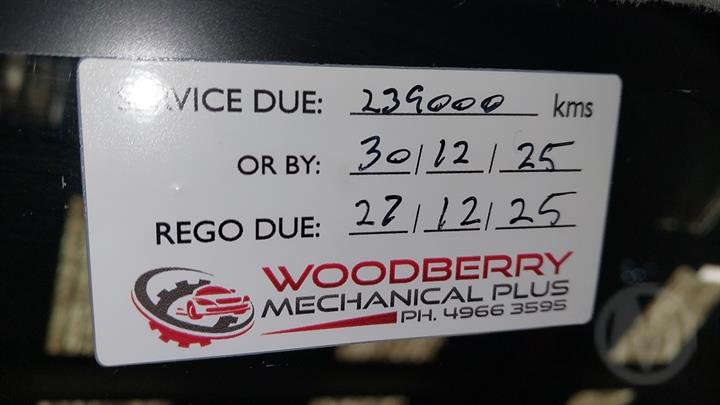 SERVICE DUE: 239000 kms
OR BY: 30/12/25
REGO DUE: 27/12/25
WOODBERRY
MECHANICAL PLUS
PH. 4966 3595